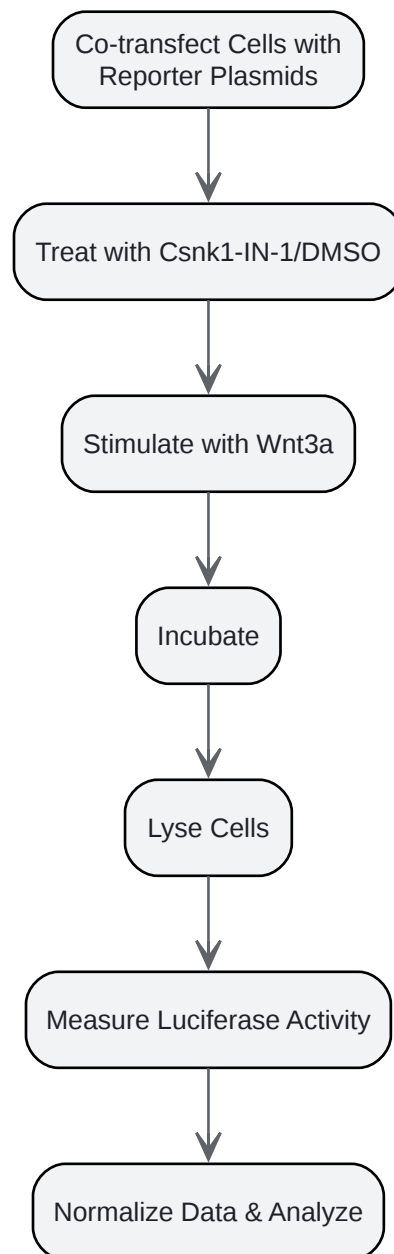 Co-transfect Cells with
Reporter Plasmids
Treat with Csnk1-IN-1/DMSO
Stimulate with Wnt3a
Incubate
Lyse Cells
Measure Luciferase Activity
Normalize Data & Analyze